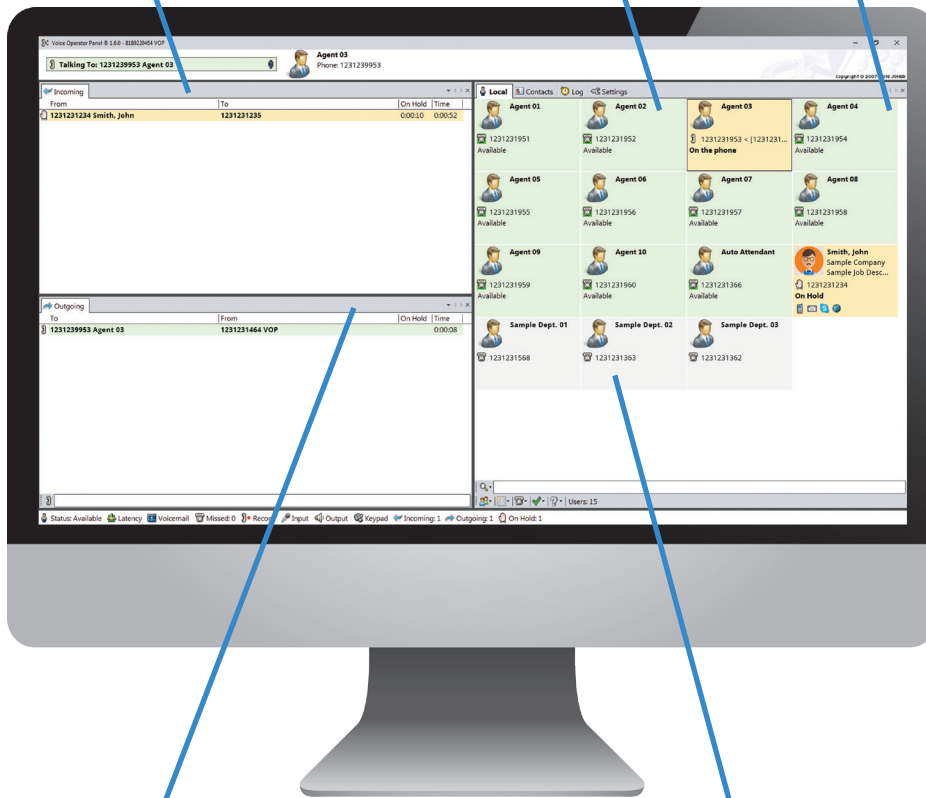 Voice Operator Panel ® 1.6.0 - 8189220464 VOP
Talking To: 1231239953 Agent 03
Agent 03
Phone: 1231239953
Incoming
From To On Hold Time
1231231234 Smith, John 1231231235 0:00:10 0:00:52
Outgoing
To From On Hold Time
1231239953 Agent 03 1231231464 VOP 0:00:08
Local Contacts Log Settings
Agent 01
1231231951
Available
Agent 02
1231231952
Available
Agent 03
1231231953 < (1231231...
On the phone
Agent 04
1231231954
Available
Agent 05
1231231955
Available
Agent 06
1231231956
Available
Agent 07
1231231957
Available
Agent 08
1231231958
Available
Agent 09
1231231959
Available
Agent 10
1231231960
Available
Auto Attendant
1231231366
Available
Smith, John
Sample Company
Sample Job Desc...
1231231234
On Hold
Sample Dept. 01
1231231568
Sample Dept. 02
1231231363
Sample Dept. 03
1231231362
Users: 15
Status: Available Latency Voicemail Missed: 0 Record Input Output Keypad Incoming: 1 Outgoing: 1 On Hold: 1